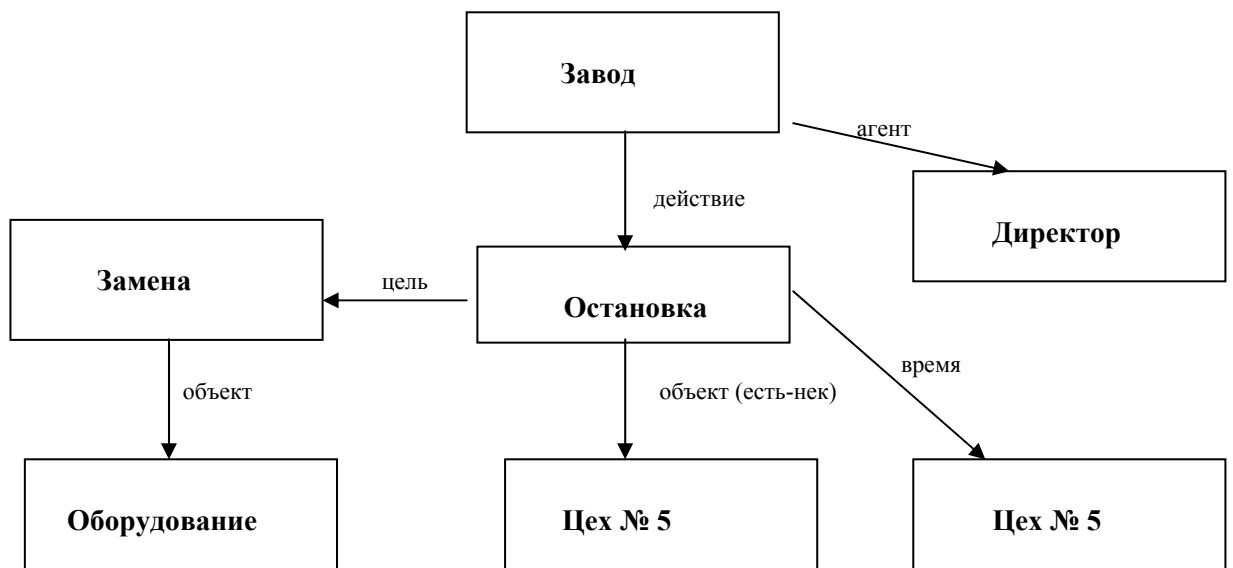 Завод
агент
действие
Директор
Замена
цель
Остановка
время
объект
объект (есть-нек)
Оборудование
Цех № 5
Цех № 5